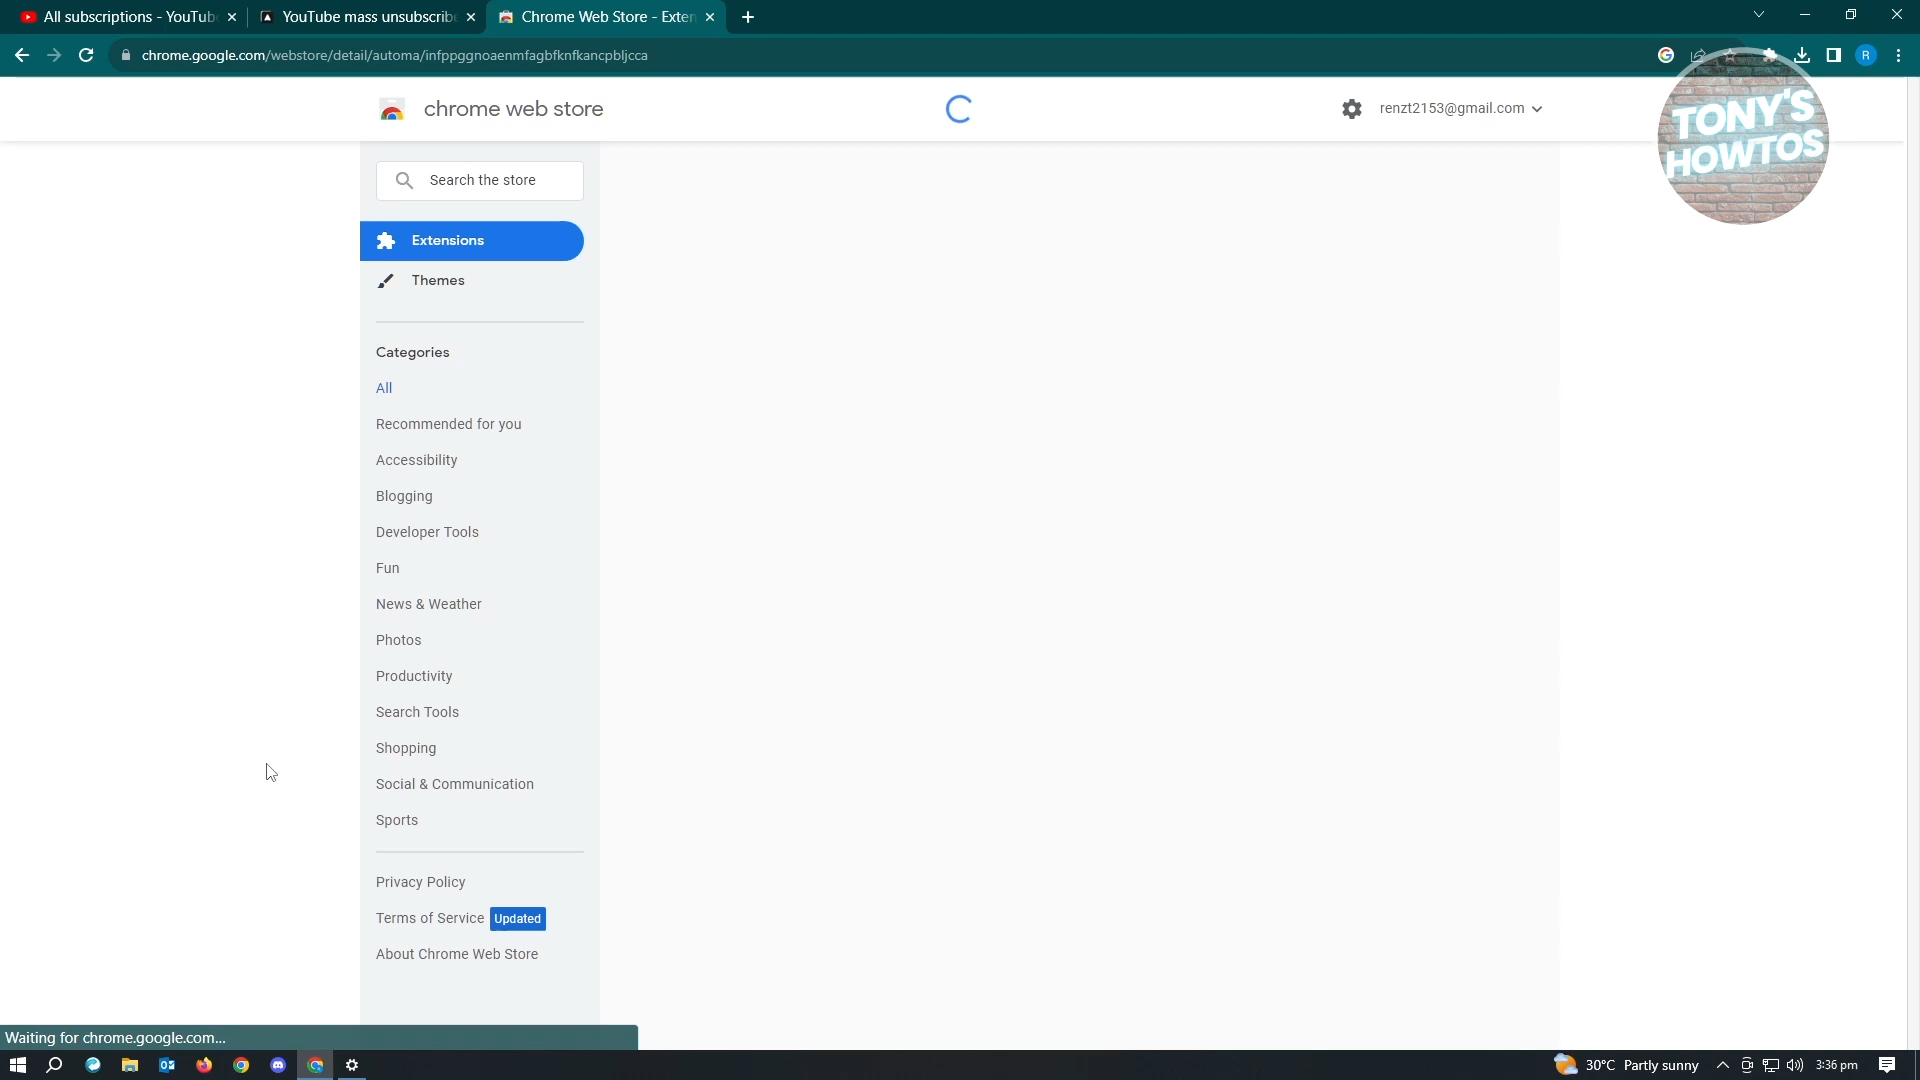 All subscriptions - YouTub
YouTube mass unsubscribe
Chrome Web Store - Exten
chrome.google.com/webstore/detail/automa/infppggnoaenmfagbfknfkancpbljcca
R
chrome web store
renzt2153@gmail.com
TONY'S
HOWTOS
Search the store
Extensions
Themes
Categories
All
Recommended for you
Accessibility
Blogging
Developer Tools
Fun
News & Weather
Photos
Productivity
Search Tools
Shopping
Social & Communication
Sports
Privacy Policy
Terms of Service Updated
About Chrome Web Store
Waiting for chrome.google.com...
30°C Partly sunny
3:36 pm